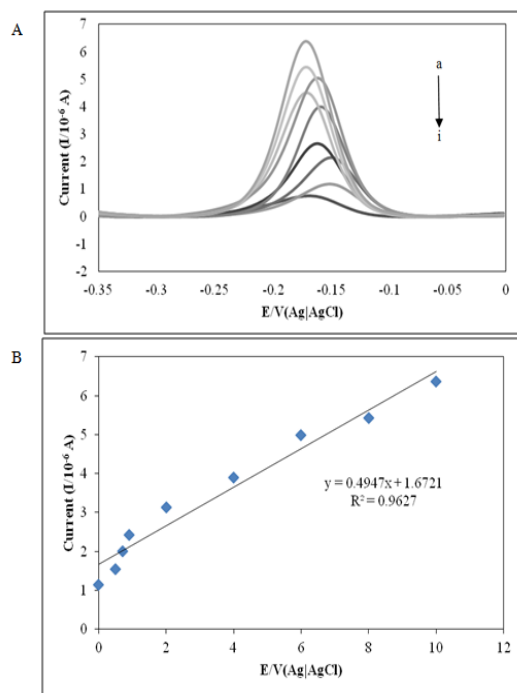 A
7
6
5
4
3
2
1
0
-1
-2
Current (I/10⁻⁶ A)
a
i
-0.35 -0.3 -0.25 -0.2 -0.15 -0.1 -0.05 0
E/V(Ag|AgCl)
B
7
6
5
4
3
2
1
0
Current (I/10⁻⁶ A)
y = 0.4947x + 1.6721
R² = 0.9627
0 2 4 6 8 10 12
E/V(Ag|AgCl)